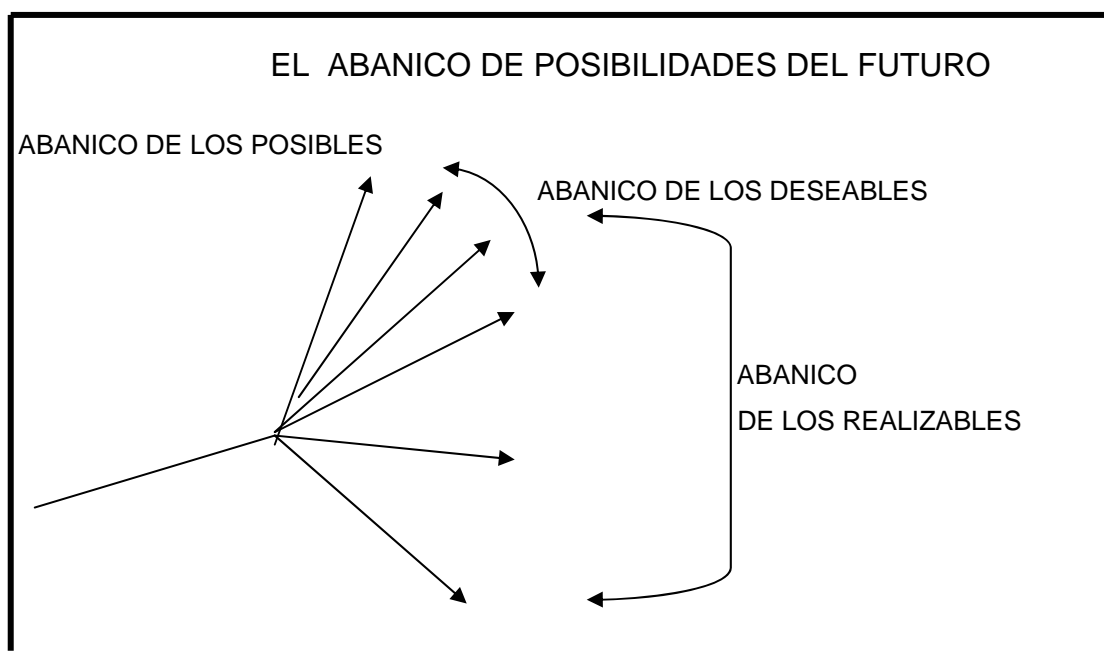 EL ABANICO DE POSIBILIDADES DEL FUTURO
ABANICO DE LOS POSIBLES
ABANICO DE LOS DESEABLES
ABANICO
DE LOS REALIZABLES